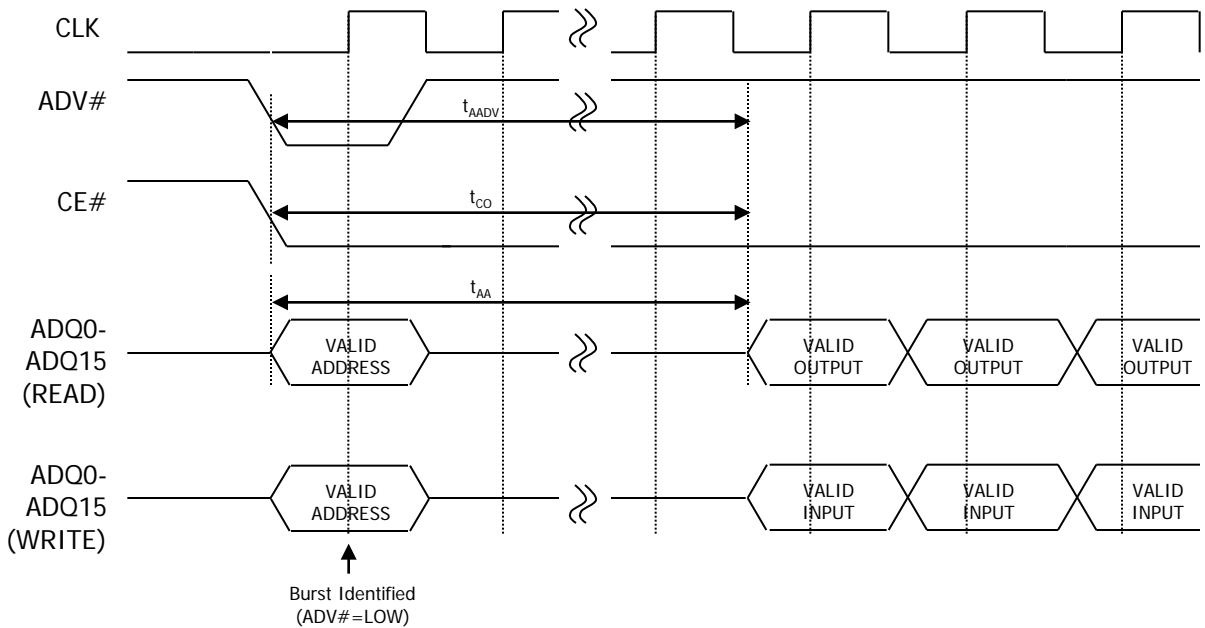 CLK
ADV#
tAADV
CE#
tCO
tAA
ADQ0-
ADQ15
(READ)
VALID
ADDRESS
VALID
OUTPUT
VALID
OUTPUT
VALID
OUTPUT
ADQ0-
ADQ15
(WRITE)
VALID
ADDRESS
VALID
INPUT
VALID
INPUT
VALID
INPUT
Burst Identified
(ADV#=LOW)